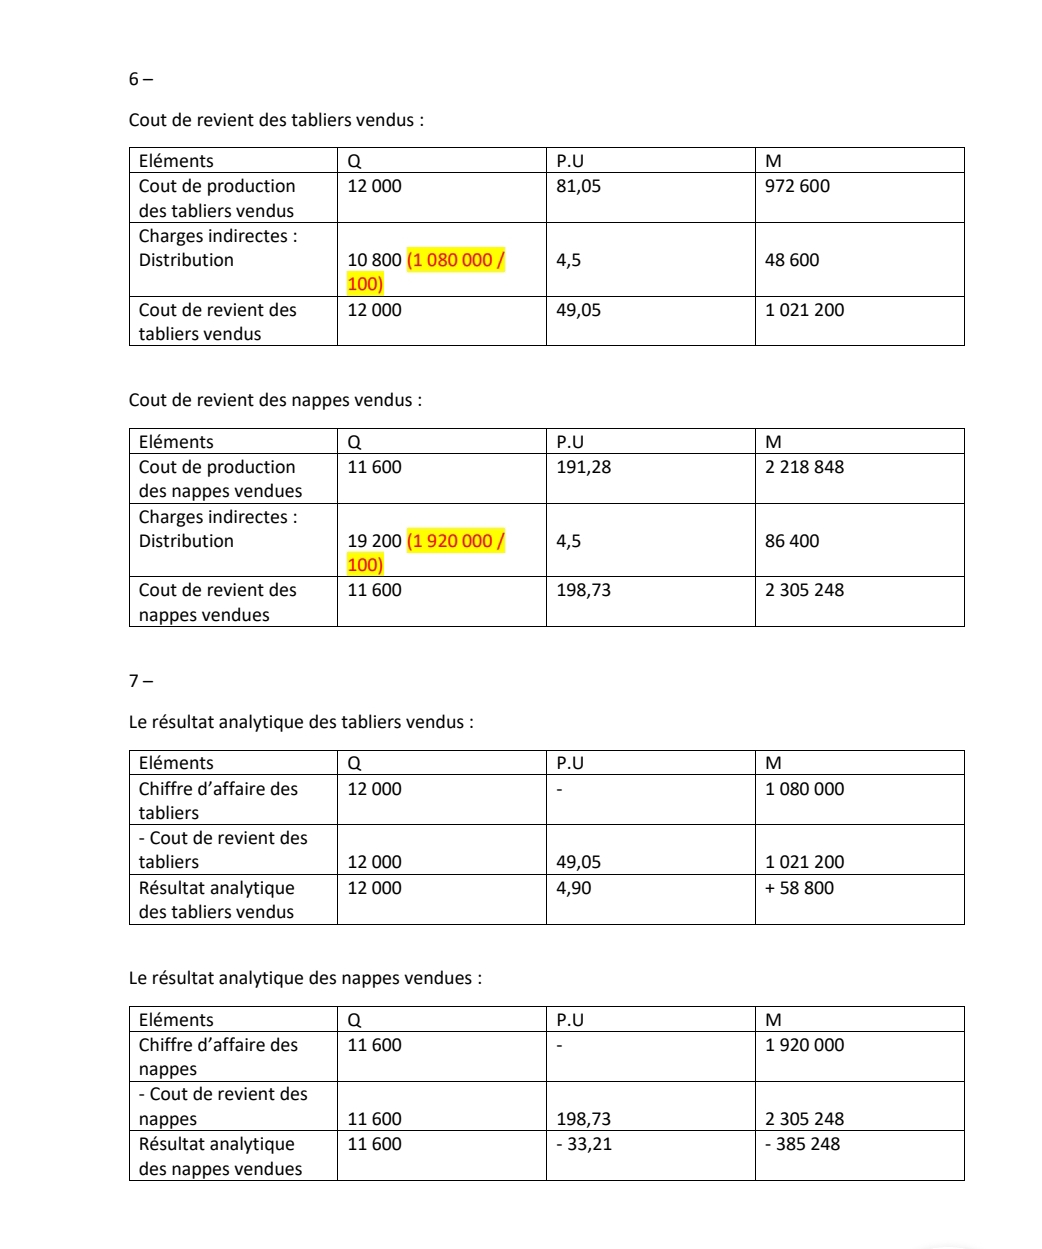 6 –
Cout de revient des tabliers vendus :
Eléments Q P.U M
Cout de production 12 000 81,05 972 600
des tabliers vendus
Charges indirectes :
Distribution 10 800 (1 080 000 / 4,5 48 600
100)
Cout de revient des 12 000 49,05 1 021 200
tabliers vendus
Cout de revient des nappes vendus :
Eléments Q P.U M
Cout de production 11 600 191,28 2 218 848
des nappes vendues
Charges indirectes :
Distribution 19 200 (1 920 000 / 4,5 86 400
100)
Cout de revient des 11 600 198,73 2 305 248
nappes vendues
7 –
Le résultat analytique des tabliers vendus :
Eléments Q P.U M
Chiffre d’affaire des 12 000 - 1 080 000
tabliers
- Cout de revient des
tabliers 12 000 49,05 1 021 200
Résultat analytique 12 000 4,90 + 58 800
des tabliers vendus
Le résultat analytique des nappes vendues :
Eléments Q P.U M
Chiffre d’affaire des 11 600 - 1 920 000
nappes
- Cout de revient des
nappes 11 600 198,73 2 305 248
Résultat analytique 11 600 - 33,21 - 385 248
des nappes vendues